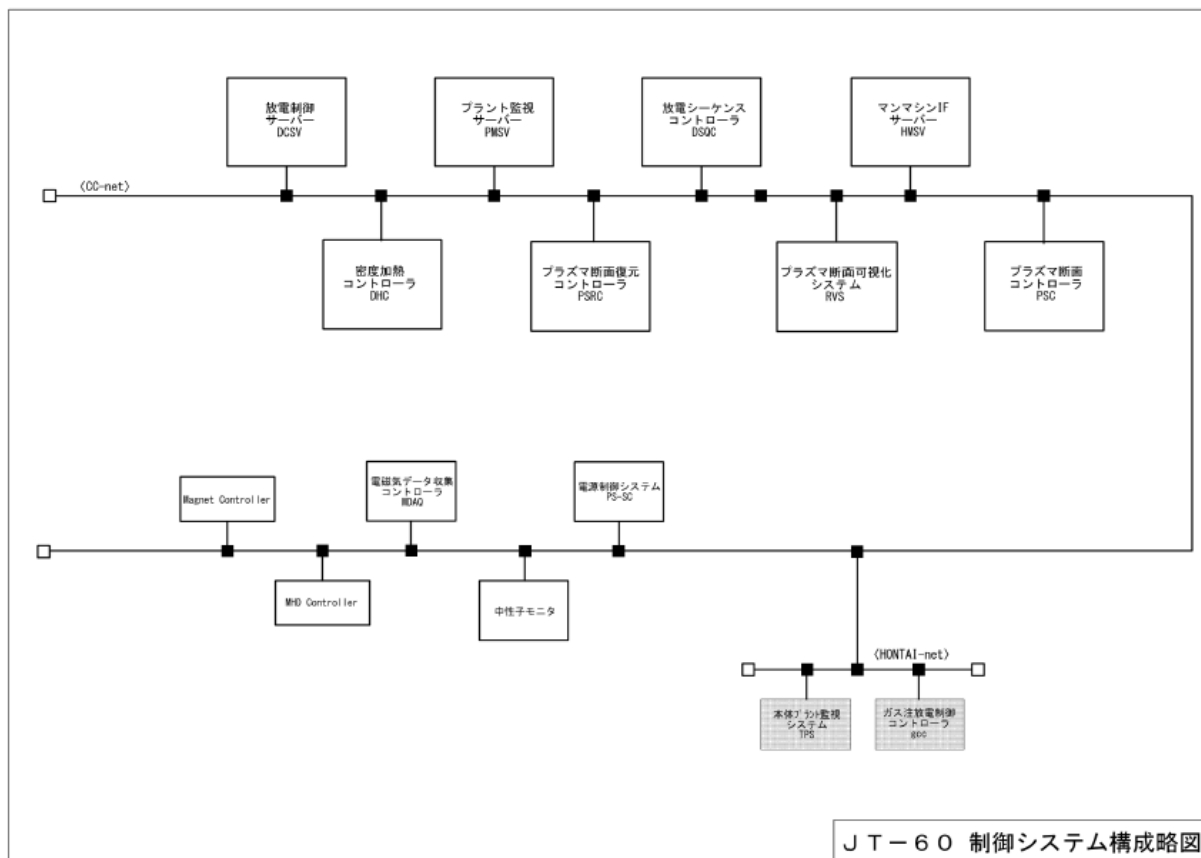 放電制御
サーバー
DCSV
プラント監視
サーバー
PMSV
放電シーケンス
コントローラ
DSQC
マンマシンIF
サーバー
HMSV
〈CC-net〉
密度加熱
コントローラ
DHC
プラズマ断面復元
コントローラ
PSRC
プラズマ断面可視化
システム
RVS
プラズマ断面
コントローラ
PSC
Magnet Controller
電磁気データ収集
コントローラ
MDAQ
電源制御システム
PS-SC
MHD Controller
中性子モニタ
〈HONTAI-net〉
本体プラント監視
システム
TPS
ガス注放電制御
コントローラ
gcc
JT-60 制御システム構成略図